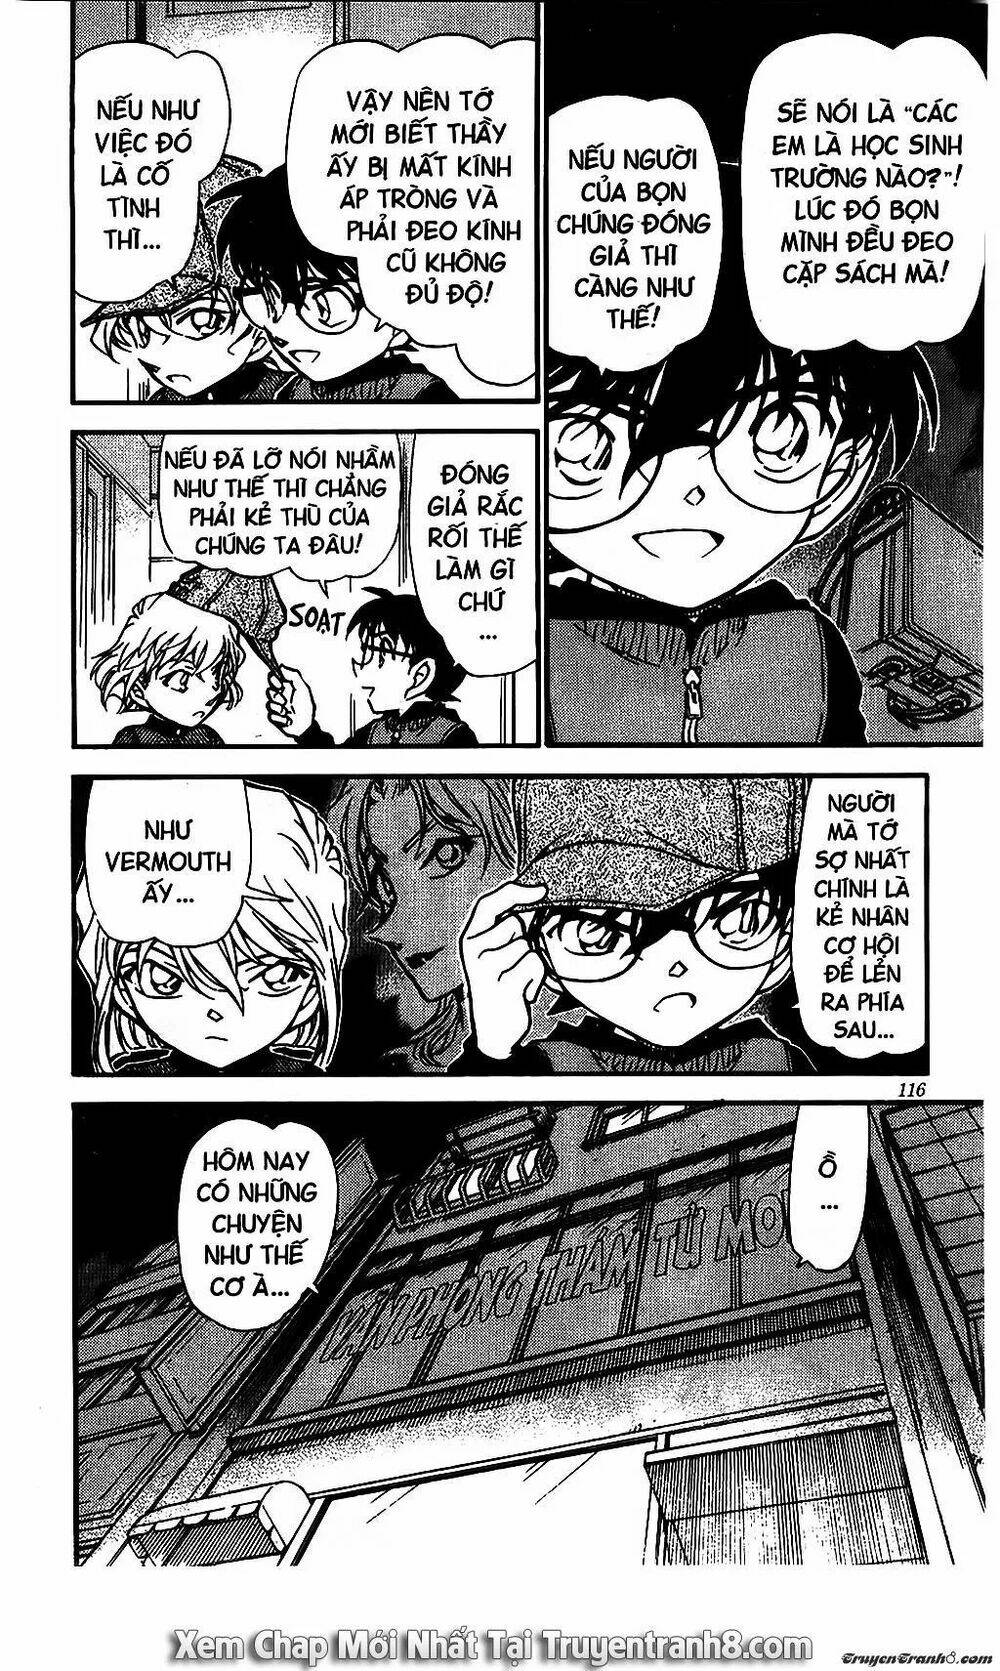 SẼ NÓI LÀ "CÁC
EM LÀ HỌC SINH
TRƯỜNG NÀO?"!
LÚC ĐÓ BỌN
MÌNH ĐỀU ĐEO
CẶP SÁCH MÀ!
NẾU NGƯỜI
CỦA BỌN
CHÚNG ĐÓNG
GIẢ THÌ
CÀNG NHƯ
THẾ!
VẬY NÊN TỚ
MỚI BIẾT THẦY
ẤY BỊ MẤT KÍNH
ÁP TRÒNG VÀ
PHẢI ĐEO KÍNH
CŨ KHÔNG
ĐỦ ĐỘ!
NẾU NHƯ
VIỆC ĐÓ
LÀ CỐ
TÌNH
THÌ...
ĐÓNG
GIẢ RẮC
RỐI THẾ
LÀM GÌ
CHỨ
...
NẾU ĐÃ LỠ NÓI NHẦM
NHƯ THẾ THÌ CHẲNG
PHẢI KẺ THÙ CỦA
CHÚNG TA ĐÂU!
SOẠT
NGƯỜI
MÀ TỚ
SỢ NHẤT
CHÍNH LÀ
KẺ NHÂN
CƠ HỘI
ĐỂ LẺN
RA PHÍA
SAU...
NHƯ
VERMOUTH
ẤY...
116
Ồ
...
HÔM NAY
CÓ NHỮNG
CHUYỆN
NHƯ THẾ
CƠ À...
VĂN PHÒNG THÁM TỬ MO
Xem Chap Mới Nhất Tại Truyentranh8.com
TruyenTranh8.com